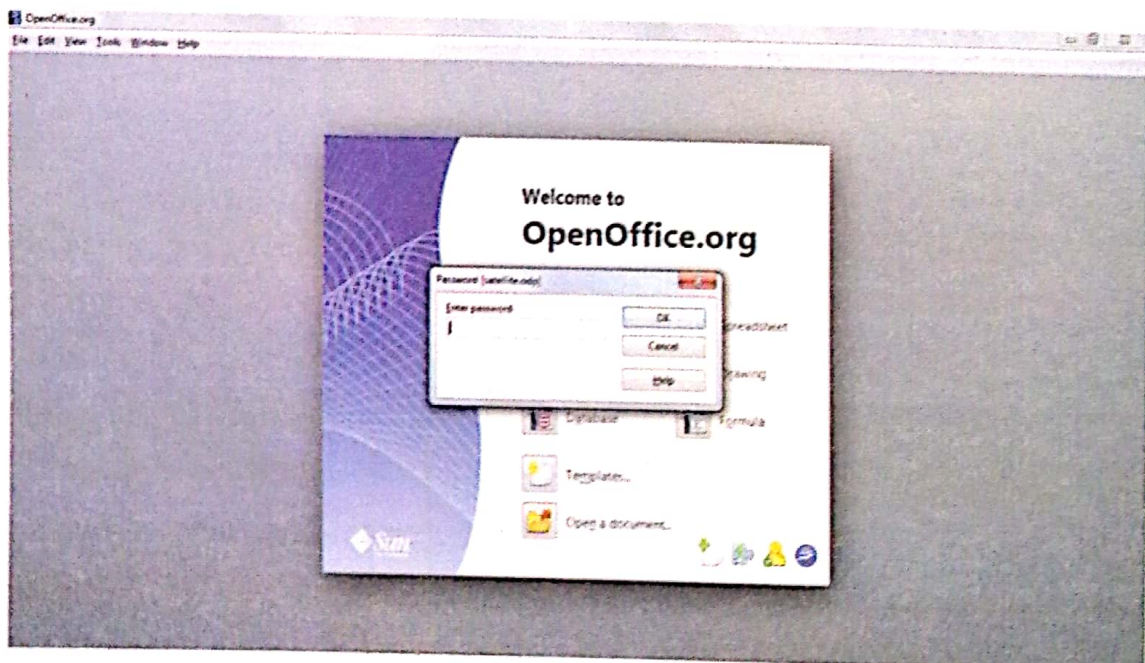 OpenOffice.org
File Edit View Tools Window Help
Welcome to
OpenOffice.org
Password [satellite.odp]
Enter password
OK
Cancel
Help
preadsheet
rawing
Database
Formula
Templates...
Open a document...
Sun